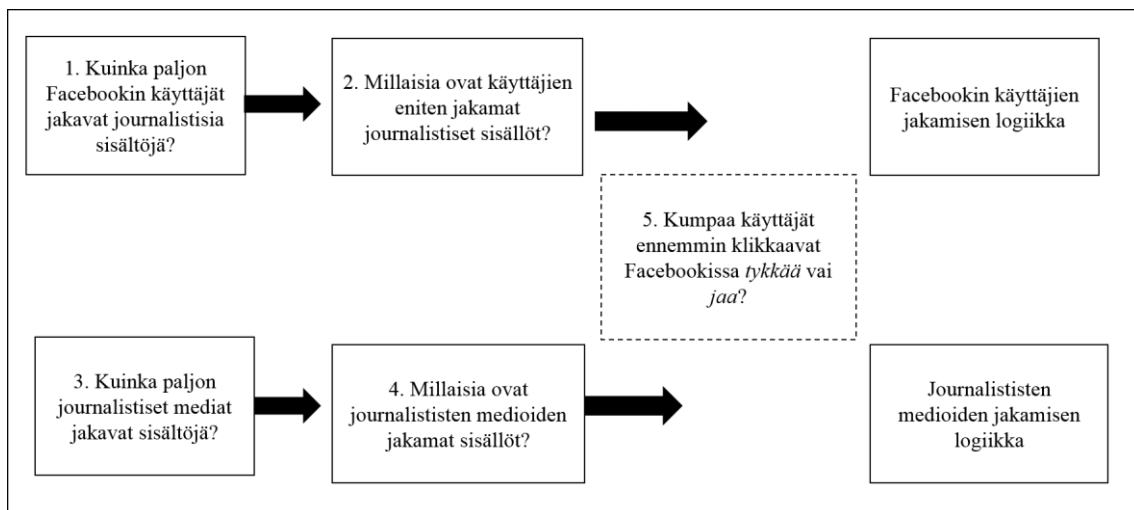 1. Kuinka paljon
Facebookin käyttäjät
jakavat journalistisia
sisältöjä?
2. Millaisia ovat käyttäjien
eniten jakamat
journalistiset sisällöt?
Facebookin käyttäjien
jakamisen logiikka
5. Kumpaa käyttäjät
ennemmin klikkaavat
Facebookissa tykkää vai
jaa?
3. Kuinka paljon
journalistiset mediat
jakavat sisältöjä?
4. Millaisia ovat
journalististen medioiden
jakamat sisällöt?
Journalististen
medioiden jakamisen
logiikka